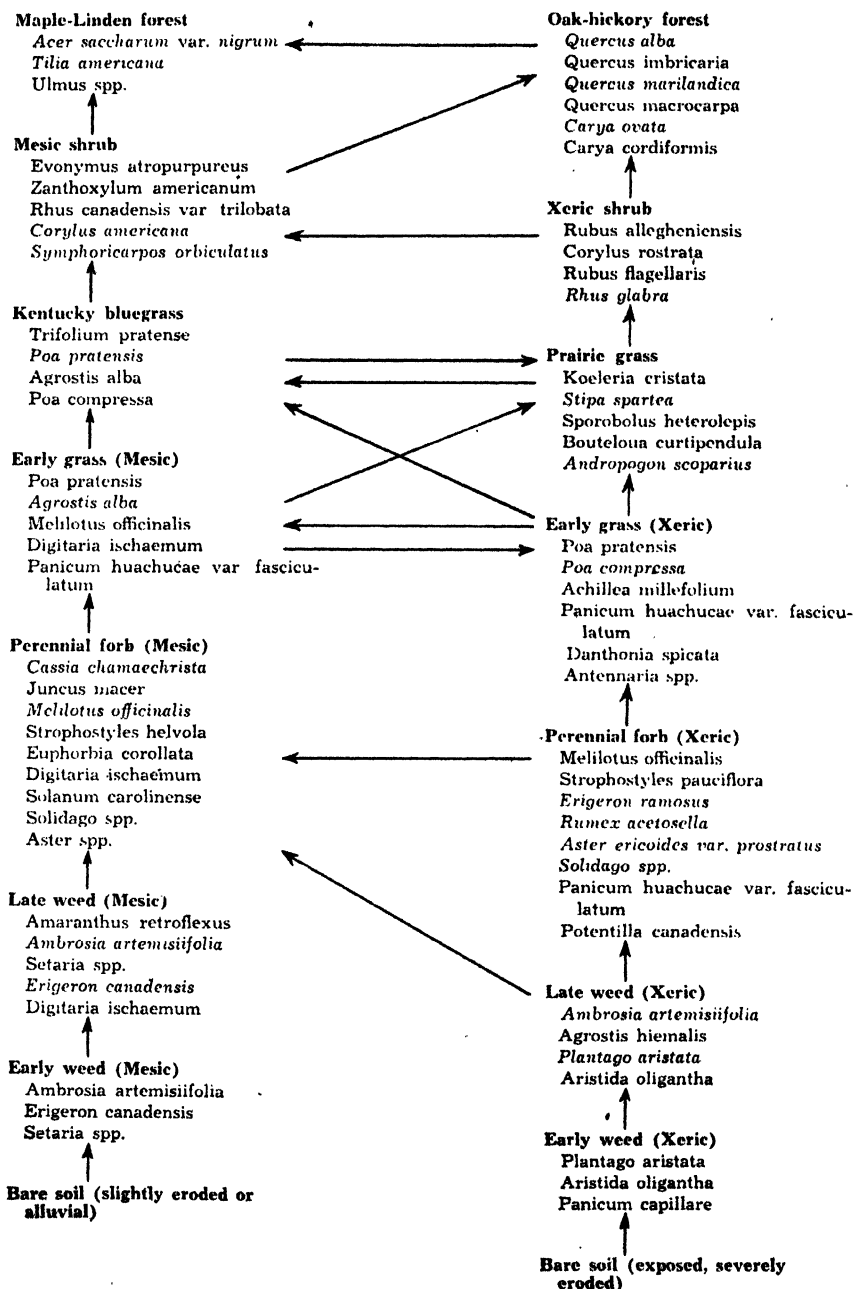 Maple-Linden forest
Acer saccharum var. nigrum
Tilia americana
Ulmus spp.
Mesic shrub
Evonymus atropurpureus
Zanthoxylum americanum
Rhus canadensis var trilobata
Corylus americana
Symphoricarpos orbiculatus
Kentucky bluegrass
Trifolium pratense
Poa pratensis
Agrostis alba
Poa compressa
Early grass (Mesic)
Poa pratensis
Agrostis alba
Melilotus officinalis
Digitaria ischaemum
Panicum huachucae var fascicu-
latum
Perennial forb (Mesic)
Cassia chamaechrista
Juncus macer
Melilotus officinalis
Strophostyles helvola
Euphorbia corollata
Digitaria ischaemum
Solanum carolinense
Solidago spp.
Aster spp.
Late weed (Mesic)
Amaranthus retroflexus
Ambrosia artemisiifolia
Setaria spp.
Erigeron canadensis
Digitaria ischaemum
Early weed (Mesic)
Ambrosia artemisiifolia
Erigeron canadensis
Setaria spp.
Bare soil (slightly eroded or
alluvial)
Oak-hickory forest
Quercus alba
Quercus imbricaria
Quercus marilandica
Quercus macrocarpa
Carya ovata
Carya cordiformis
Xeric shrub
Rubus allegheniensis
Corylus rostrata
Rubus flagellaris
Rhus glabra
Prairie grass
Koeleria cristata
Stipa spartea
Sporobolus heterolepis
Bouteloua curtipendula
Andropogon scoparius
Early grass (Xeric)
Poa pratensis
Poa compressa
Achillea millefolium
Panicum huachucae var. fascicu-
latum
Danthonia spicata
Antennaria spp.
Perennial forb (Xeric)
Melilotus officinalis
Strophostyles pauciflora
Erigeron ramosus
Rumex acetosella
Aster ericoides var. prostratus
Solidago spp.
Panicum huachucae var. fascicu-
latum
Potentilla canadensis
Late weed (Xeric)
Ambrosia artemisiifolia
Agrostis hiemalis
Plantago aristata
Aristida oligantha
Early weed (Xeric)
Plantago aristata
Aristida oligantha
Panicum capillare
Bare soil (exposed, severely
eroded)